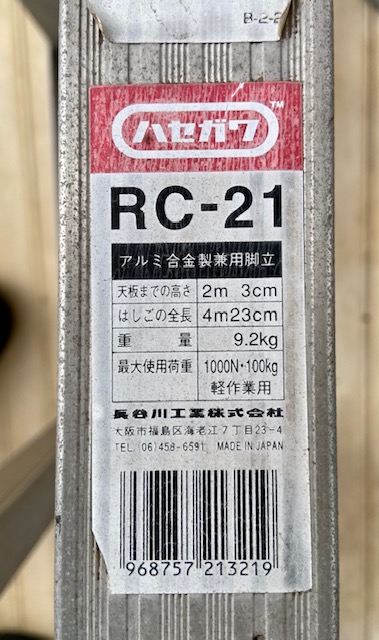 B-2-2
ハセガワ™
RC-21
アルミ合金製兼用脚立
天板までの高さ 2m 3cm
はしごの全長 4m23cm
重量 9.2kg
最大使用荷重 1000N・100kg
軽作業用
長谷川工業株式会社
大阪市福島区海老江7丁目23-4
TEL (06)458-6591 MADE IN JAPAN
968757 213219